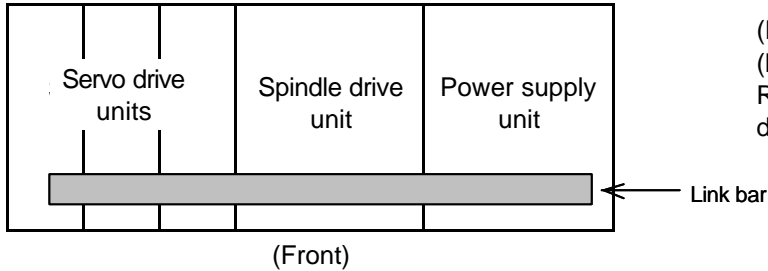 Servo drive
units
Spindle drive
unit
Power supply
unit
Link bar
(Front)